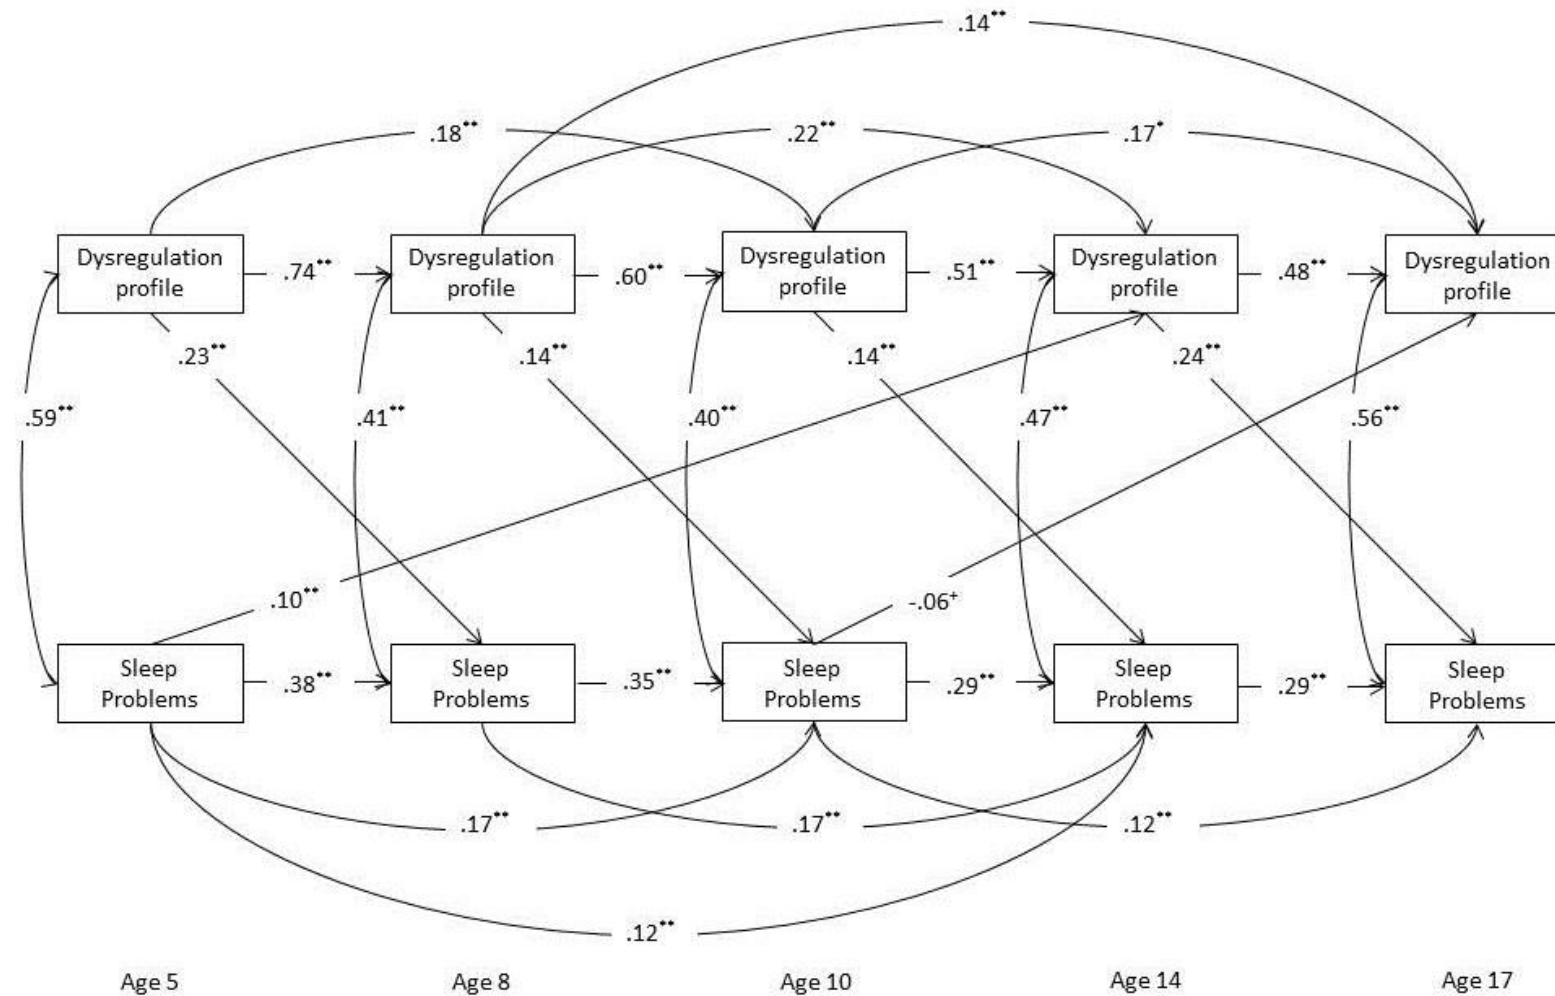 .14**
.18**
.22**
.17*
Dysregulation
profile
.74**
Dysregulation
profile
.60**
Dysregulation
profile
.51**
Dysregulation
profile
.48**
Dysregulation
profile
.23**
.14**
.14**
.24**
.59**
.41**
.40**
.47**
.56**
.10**
-.06+
Sleep
Problems
.38**
Sleep
Problems
.35**
Sleep
Problems
.29**
Sleep
Problems
.29**
Sleep
Problems
.17**
.17**
.12**
.12**
Age 5
Age 8
Age 10
Age 14
Age 17